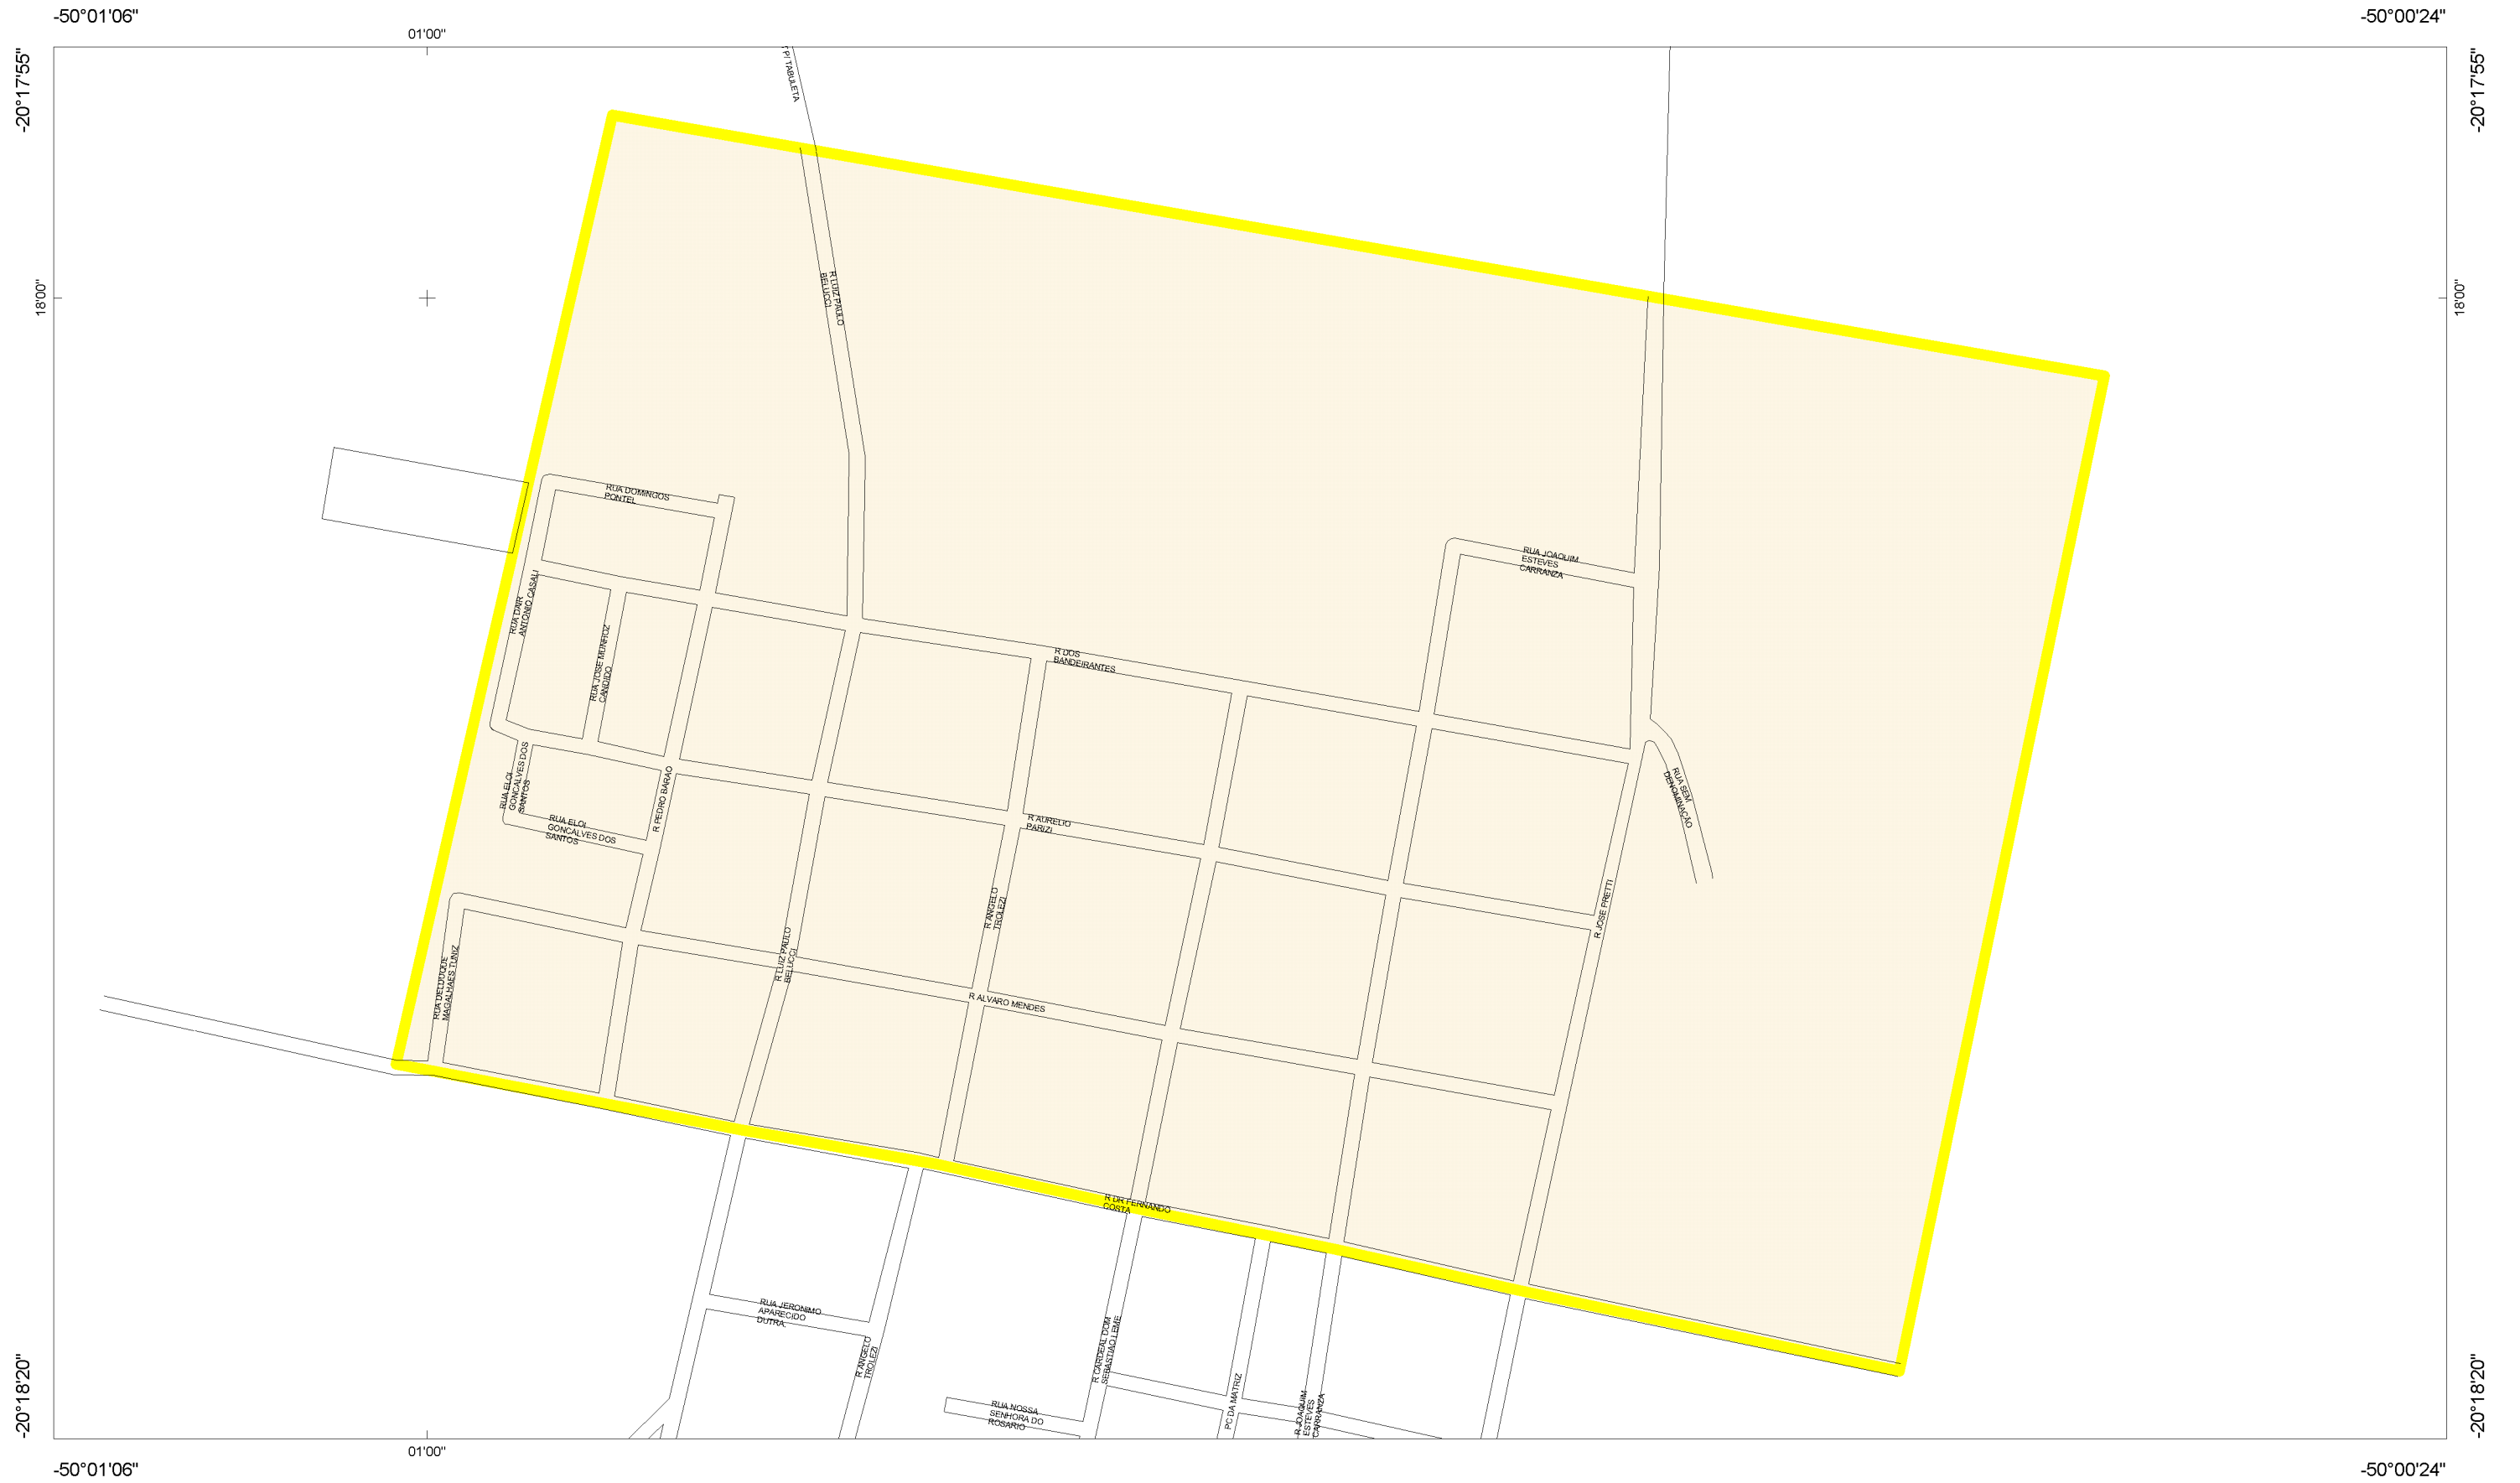 -50°01'06"
-50°00'24"
01'00"
-20°17'55"
-20°17'55"
P/ TABULETA
18'00"
18'00"
R LUIZ PAULO
BELUCCI
RUA DOMINGOS
PONTEL
RUA JOAQUIM
ESTEVES
CARRANZA
RUA DAIR
ANTONIO CASALI
RUA JOSE MUNHOZ
CANDIDO
R DOS
BANDEIRANTES
RUA ELOI
GONCALVES DOS
SANTOS
R PEDRO BARAO
RUA SEM
DENOMINAÇÃO
RUA ELOI
GONCALVES DOS
SANTOS
R AURELIO
PARIZI
R ANGELO
TROLEZI
R JOSE PRETTI
RUA DELDUQUE
MAGALHAES TUNIZ
R LUIZ PAULO
BELUCCI
R ALVARO MENDES
R DR FERNANDO
COSTA
RUA JERONIMO
APARECIDO
DUTRA.
R ANGELO
TROLEZI
R CARDEAL DOM
SEBASTIAO LEME
RUA NOSSA
SENHORA DO
ROSARIO
PC DA MATRIZ
R JOAQUIM
ESTEVES
CARRANZA
-20°18'20"
-20°18'20"
01'00"
-50°01'06"
-50°00'24"